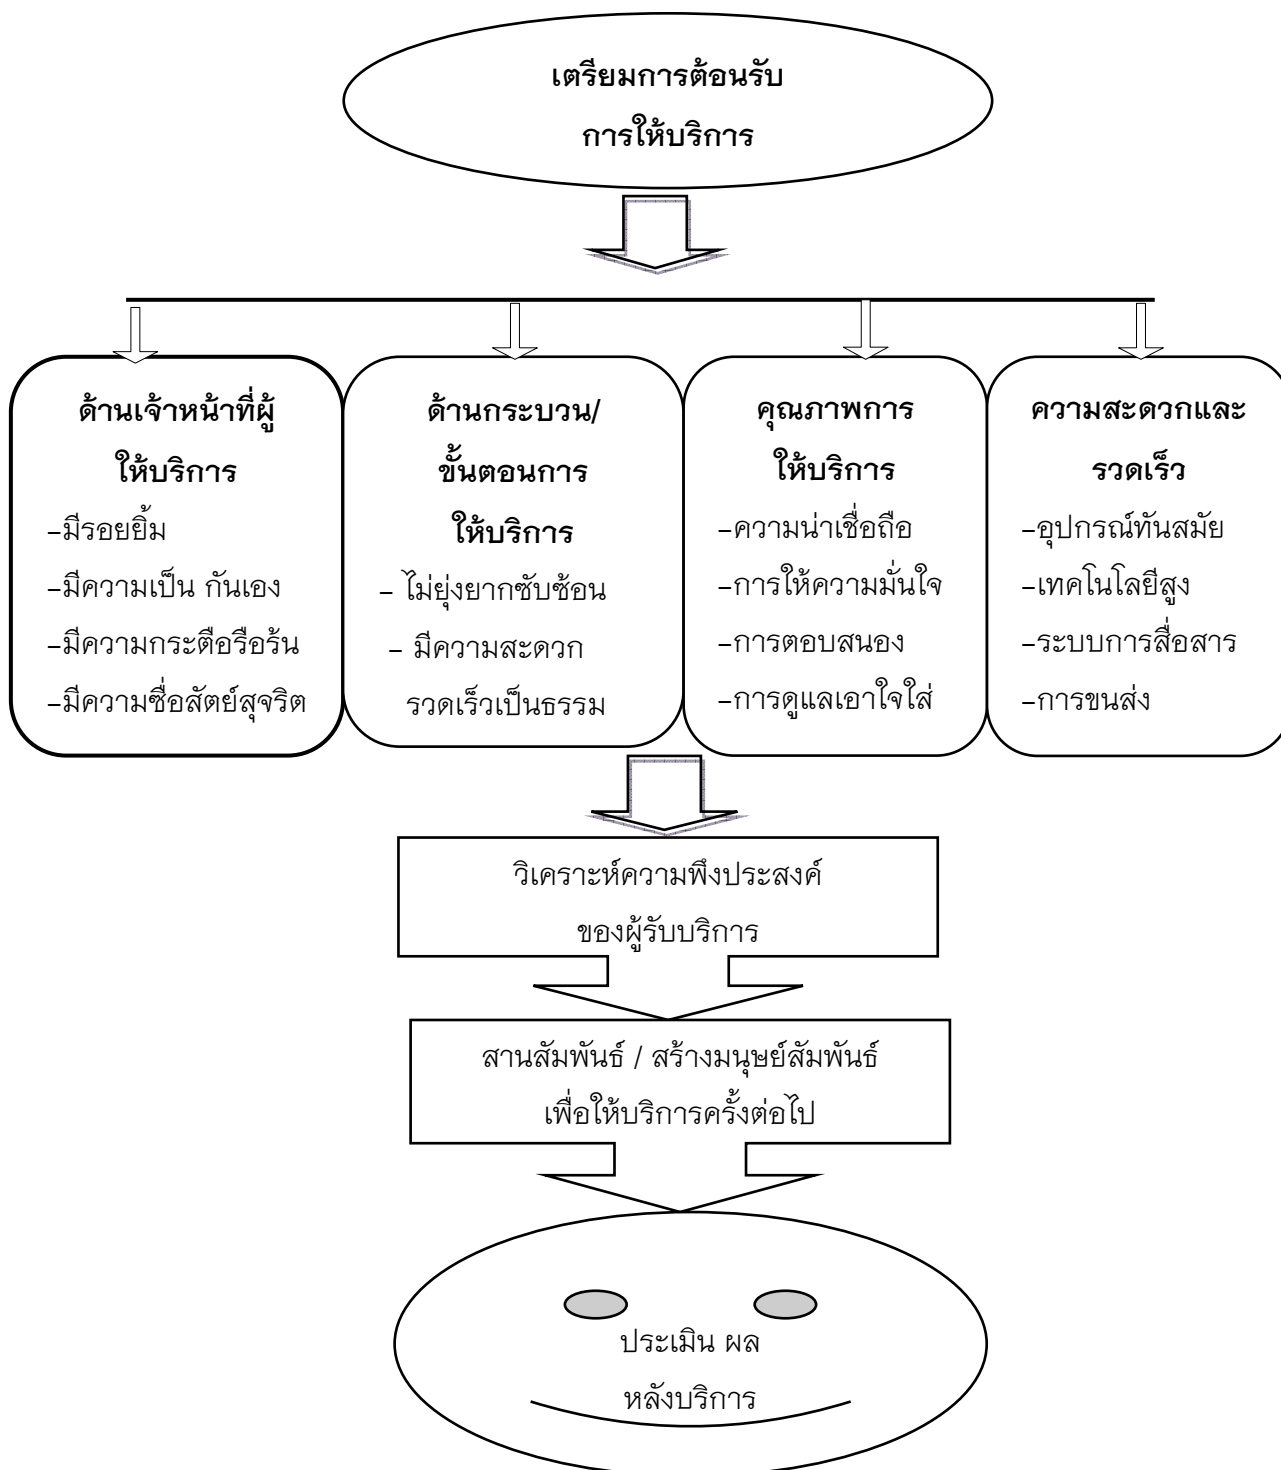 เตรียมการต้อนรับ
การให้บริการ
ด้านเจ้าหน้าที่ผู้
ให้บริการ
–มีรอยยิ้ม
–มีความเป็น กันเอง
–มีความกระตือรือร้น
–มีความซื่อสัตย์สุจริต
ด้านกระบวน/
ขั้นตอนการ
ให้บริการ
– ไม่ยุ่งยากซับซ้อน
– มีความสะดวก
รวดเร็วเป็นธรรม
คุณภาพการ
ให้บริการ
–ความน่าเชื่อถือ
–การให้ความมั่นใจ
–การตอบสนอง
–การดูแลเอาใจใส่
ความสะดวกและ
รวดเร็ว
–อุปกรณ์ทันสมัย
–เทคโนโลยีสูง
–ระบบการสื่อสาร
–การขนส่ง
วิเคราะห์ความพึงประสงค์
ของผู้รับบริการ
สานสัมพันธ์ / สร้างมนุษย์สัมพันธ์
เพื่อให้บริการครั้งต่อไป
ประเมิน ผล
หลังบริการ